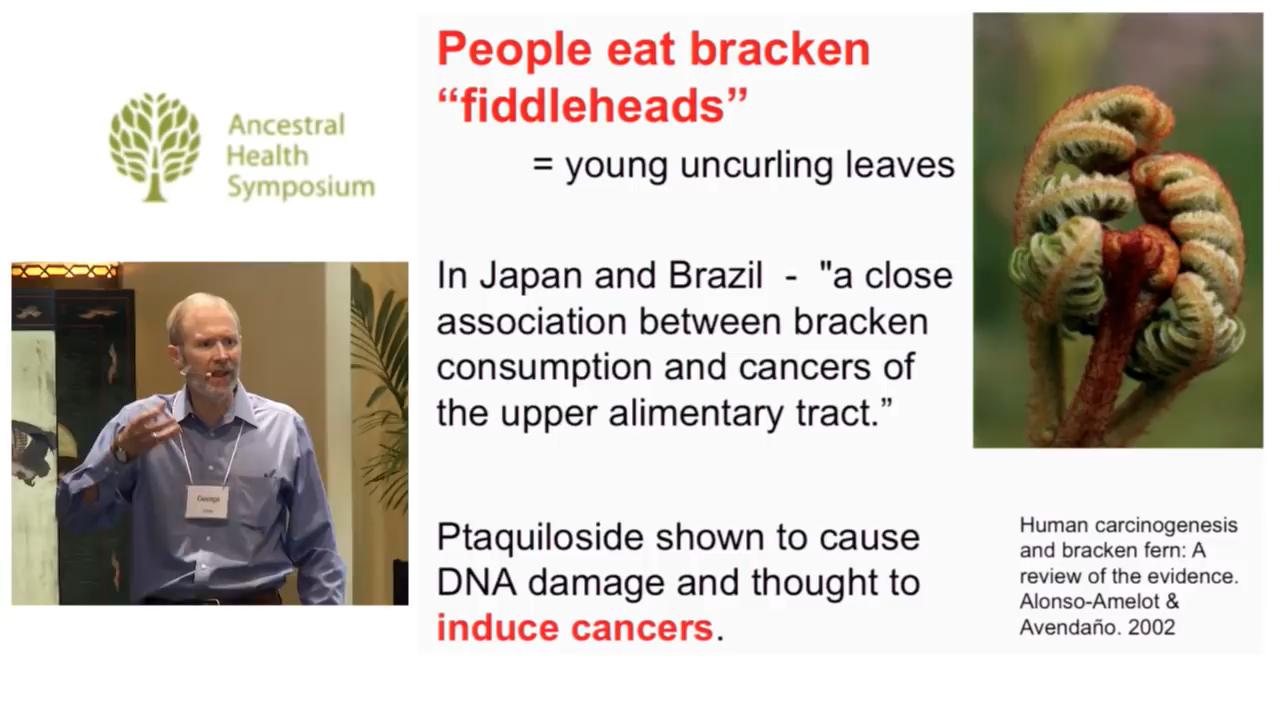 Ancestral
Health
Symposium
George
People eat bracken
“fiddleheads”
= young uncurling leaves
In Japan and Brazil - "a close
association between bracken
consumption and cancers of
the upper alimentary tract.”
Ptaquiloside shown to cause
DNA damage and thought to
induce cancers.
Human carcinogenesis
and bracken fern: A
review of the evidence.
Alonso-Amelot &
Avendaño. 2002